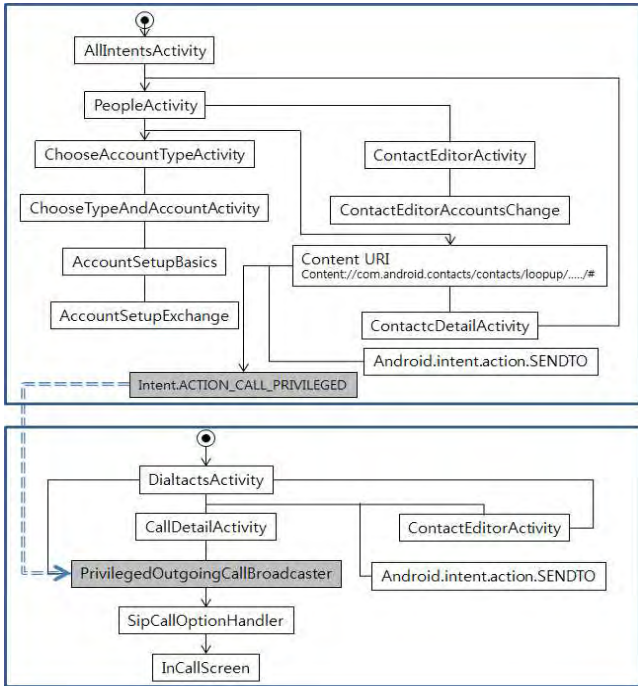 AllIntentsActivity
PeopleActivity
ChooseAccountTypeActivity
ContactEditorActivity
ChooseTypeAndAccountActivity
ContactEditorAccountsChange
Content URI
Content://com.android.contacts/contacts/loopup/...../#
AccountSetupBasics
AccountSetupExchange
ContactcDetailActivity
Android.intent.action.SENDTO
Intent.ACTION_CALL_PRIVILEGED
DialtactsActivity
CallDetailActivity
ContactEditorActivity
PrivilegedOutgoingCallBroadcaster
Android.intent.action.SENDTO
SipCallOptionHandler
InCallScreen